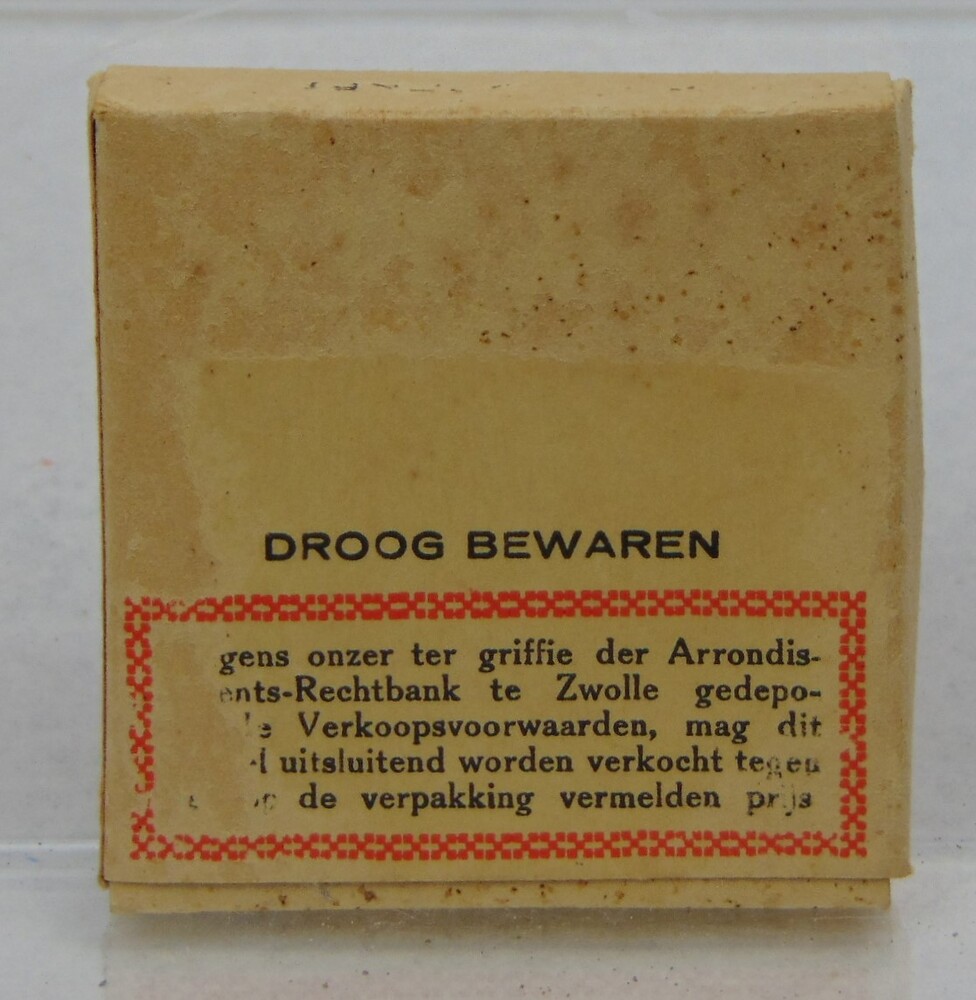 DROOG BEWAREN
gens onzer ter griffie der Arrondis-
ents-Rechtbank te Zwolle gedepo-
Verkoopsvoorwaarden, mag dit
uitsluitend worden verkocht tegen
de verpakking vermelden prijs